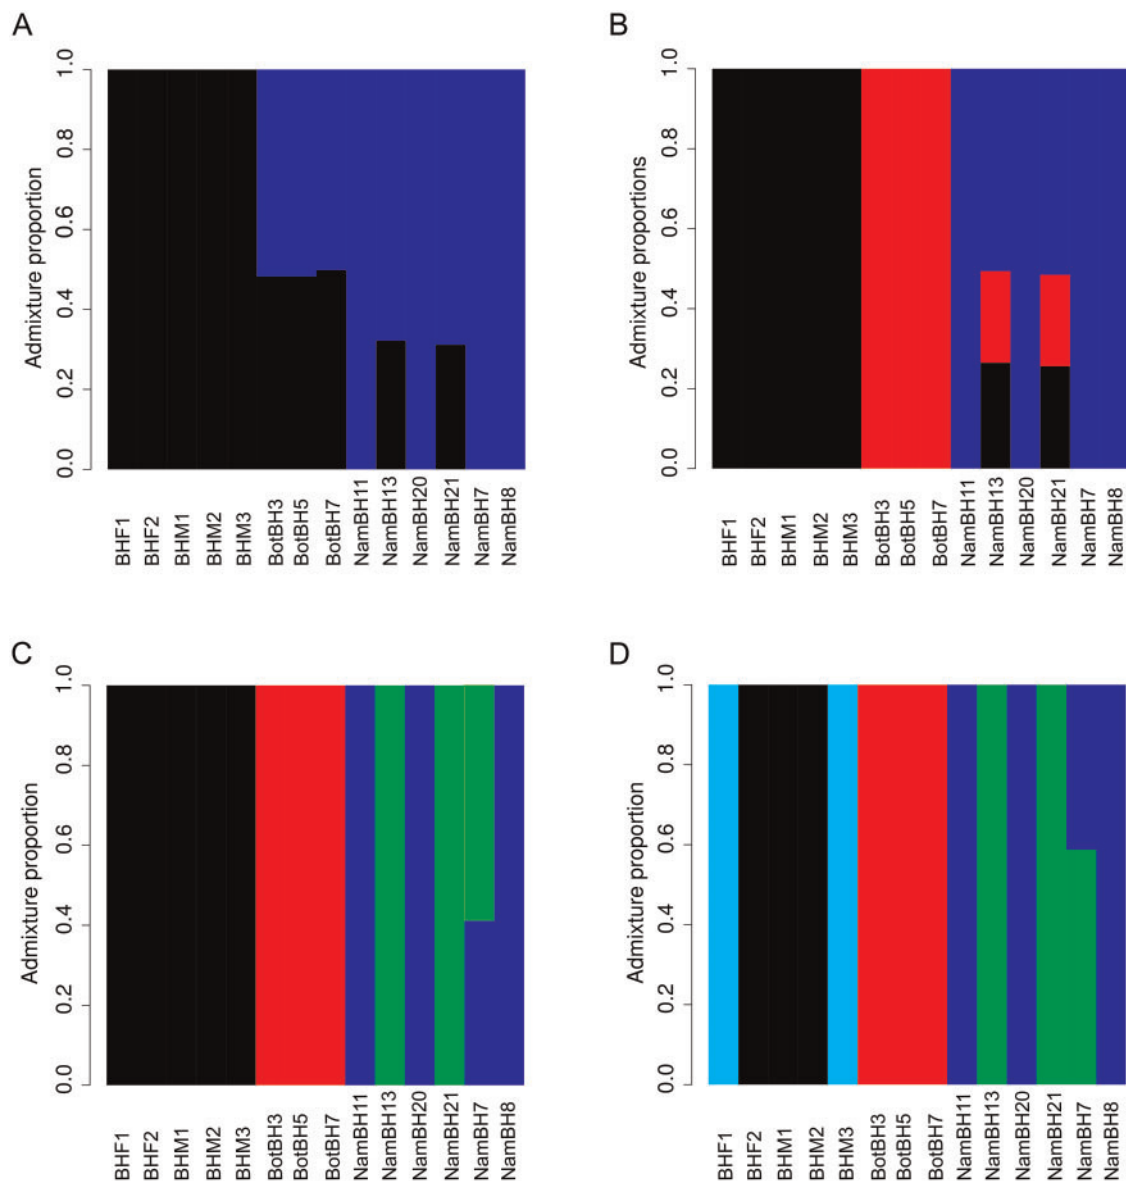 A
Admixture proportion
1.0
0.8
0.6
0.4
0.2
0.0
BHF1
BHF2
BHM1
BHM2
BHM3
BotBH3
BotBH5
BotBH7
NamBH11
NamBH13
NamBH20
NamBH21
NamBH7
NamBH8
B
Admixture proportions
1.0
0.8
0.6
0.4
0.2
0.0
BHF1
BHF2
BHM1
BHM2
BHM3
BotBH3
BotBH5
BotBH7
NamBH11
NamBH13
NamBH20
NamBH21
NamBH7
NamBH8
C
Admixture proportion
1.0
0.8
0.6
0.4
0.2
0.0
BHF1
BHF2
BHM1
BHM2
BHM3
BotBH3
BotBH5
BotBH7
NamBH11
NamBH13
NamBH20
NamBH21
NamBH7
NamBH8
D
Admixture proportion
1.0
0.8
0.6
0.4
0.2
0.0
BHF1
BHF2
BHM1
BHM2
BHM3
BotBH3
BotBH5
BotBH7
NamBH11
NamBH13
NamBH20
NamBH21
NamBH7
NamBH8